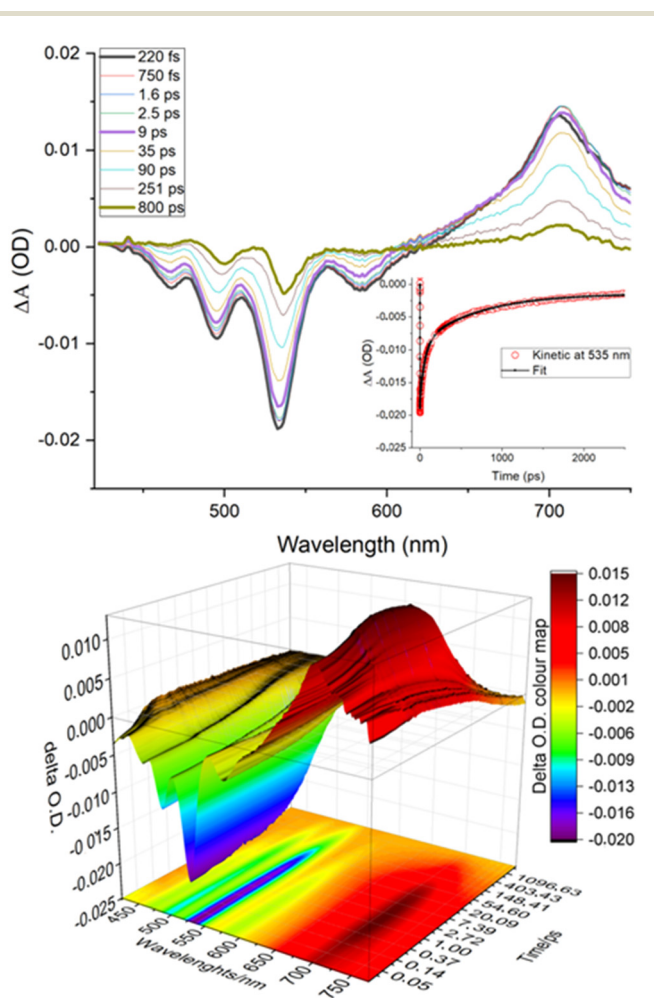 0.02
0.01
0.00
-0.01
-0.02
ΔA (OD)
220 fs
750 fs
1.6 ps
2.5 ps
9 ps
35 ps
90 ps
251 ps
800 ps
0.000
-0.005
-0.010
-0.015
-0.020
-0.025
ΔA (OD)
Kinetic at 535 nm
Fit
0 1000 2000
Time (ps)
500 600 700
Wavelength (nm)
0.010
0.005
0.000
-0.005
-0.010
-0.015
-0.020
-0.025
delta O.D.
450
500
550
600
650
700
750
Wavelenghts/nm
1096.63
403.43
148.41
54.60
20.09
7.39
2.72
1.00
0.37
0.14
0.05
Time/ps
Delta O.D. colour map
0.015
0.012
0.008
0.005
0.001
-0.002
-0.006
-0.009
-0.013
-0.016
-0.020